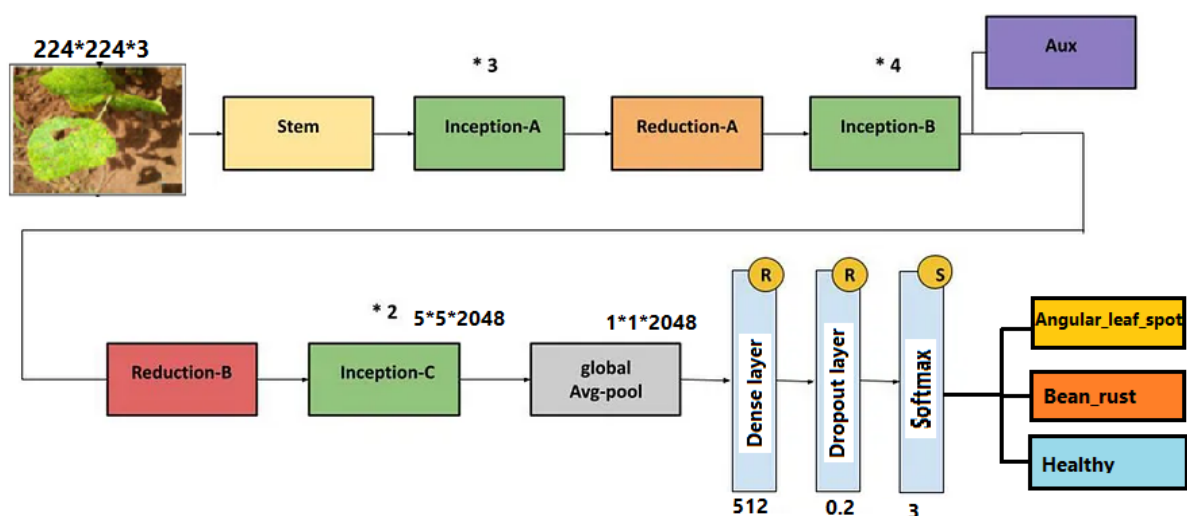 224*224*3
* 3
* 4
Aux
Stem
Inception-A
Reduction-A
Inception-B
* 2
5*5*2048
1*1*2048
R
R
S
Reduction-B
Inception-C
global
Avg-pool
Dense layer
Dropout layer
Softmax
Angular_leaf_spot
Bean_rust
Healthy
512
0.2
3